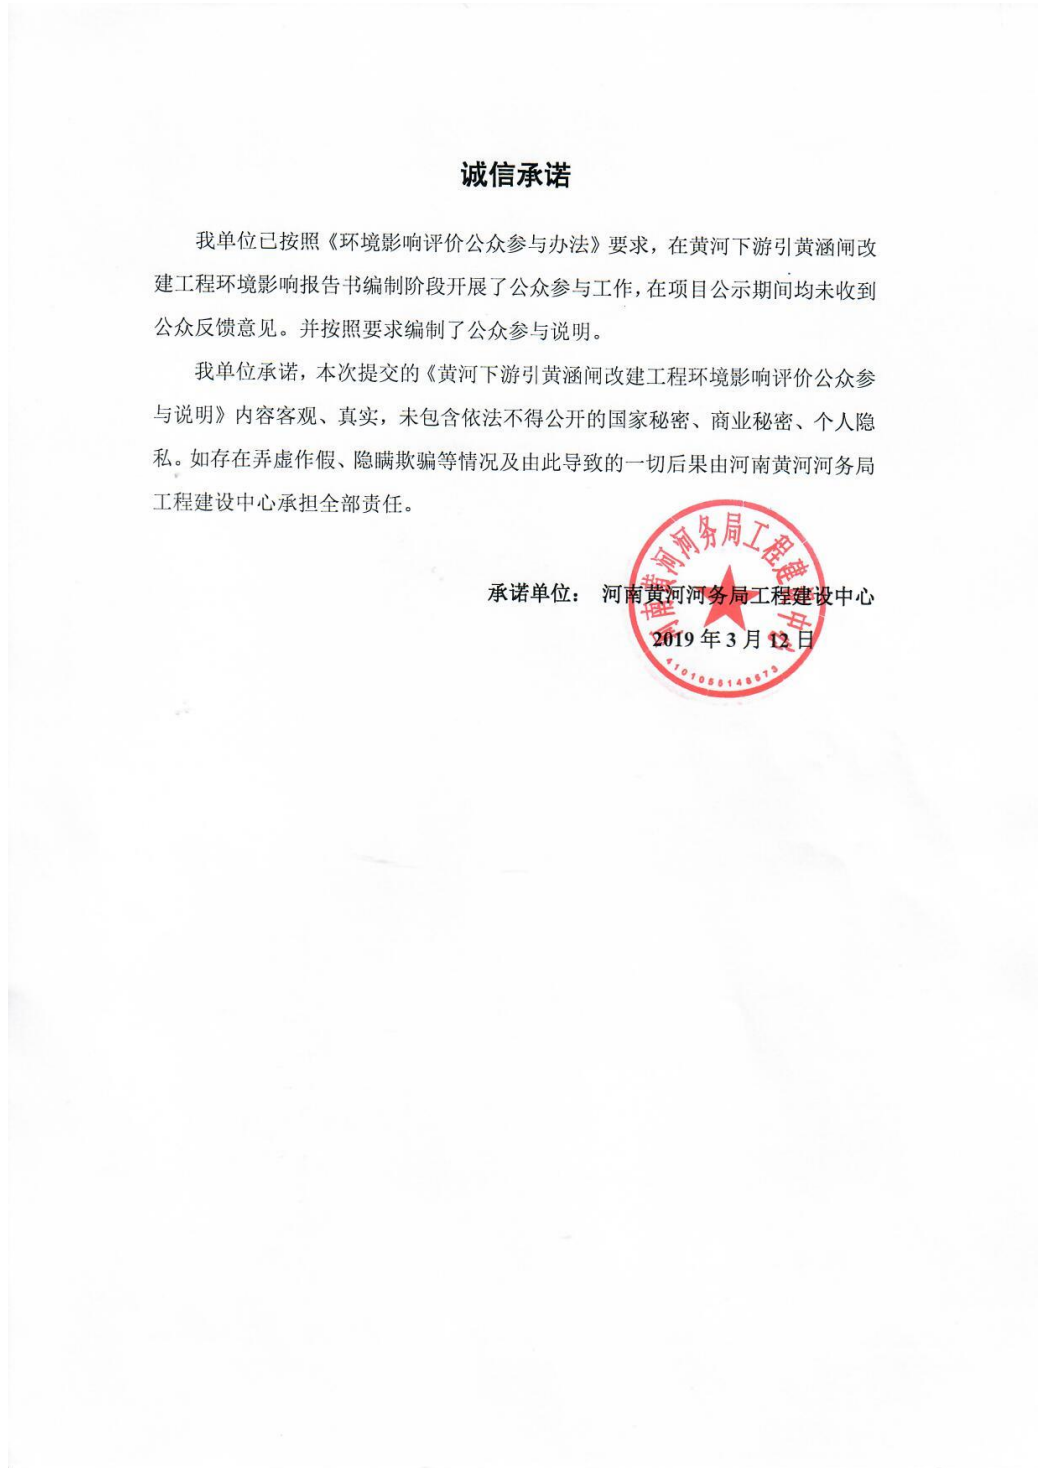 诚信承诺
我单位已按照《环境影响评价公众参与办法》要求，在黄河下游引黄涵闸改
建工程环境影响报告书编制阶段开展了公众参与工作，在项目公示期间均未收到
公众反馈意见。并按照要求编制了公众参与说明。
我单位承诺，本次提交的《黄河下游引黄涵闸改建工程环境影响评价公众参
与说明》内容客观、真实，未包含依法不得公开的国家秘密、商业秘密、个人隐
私。如存在弄虚作假、隐瞒欺骗等情况及由此导致的一切后果由河南黄河河务局
工程建设中心承担全部责任。
承诺单位： 河南黄河河务局工程建设中心
2019 年 3 月 12 日
河南黄河河务局工程建设中心